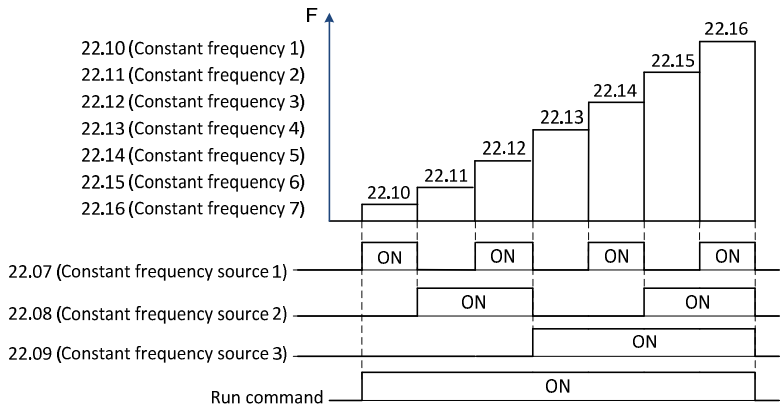 F
22.10 (Constant frequency 1)
22.11 (Constant frequency 2)
22.12 (Constant frequency 3)
22.13 (Constant frequency 4)
22.14 (Constant frequency 5)
22.15 (Constant frequency 6)
22.16 (Constant frequency 7)
22.16
22.15
22.14
22.13
22.12
22.11
22.10
22.07 (Constant frequency source 1)
ON
ON
ON
ON
22.08 (Constant frequency source 2)
ON
ON
22.09 (Constant frequency source 3)
ON
Run command
ON